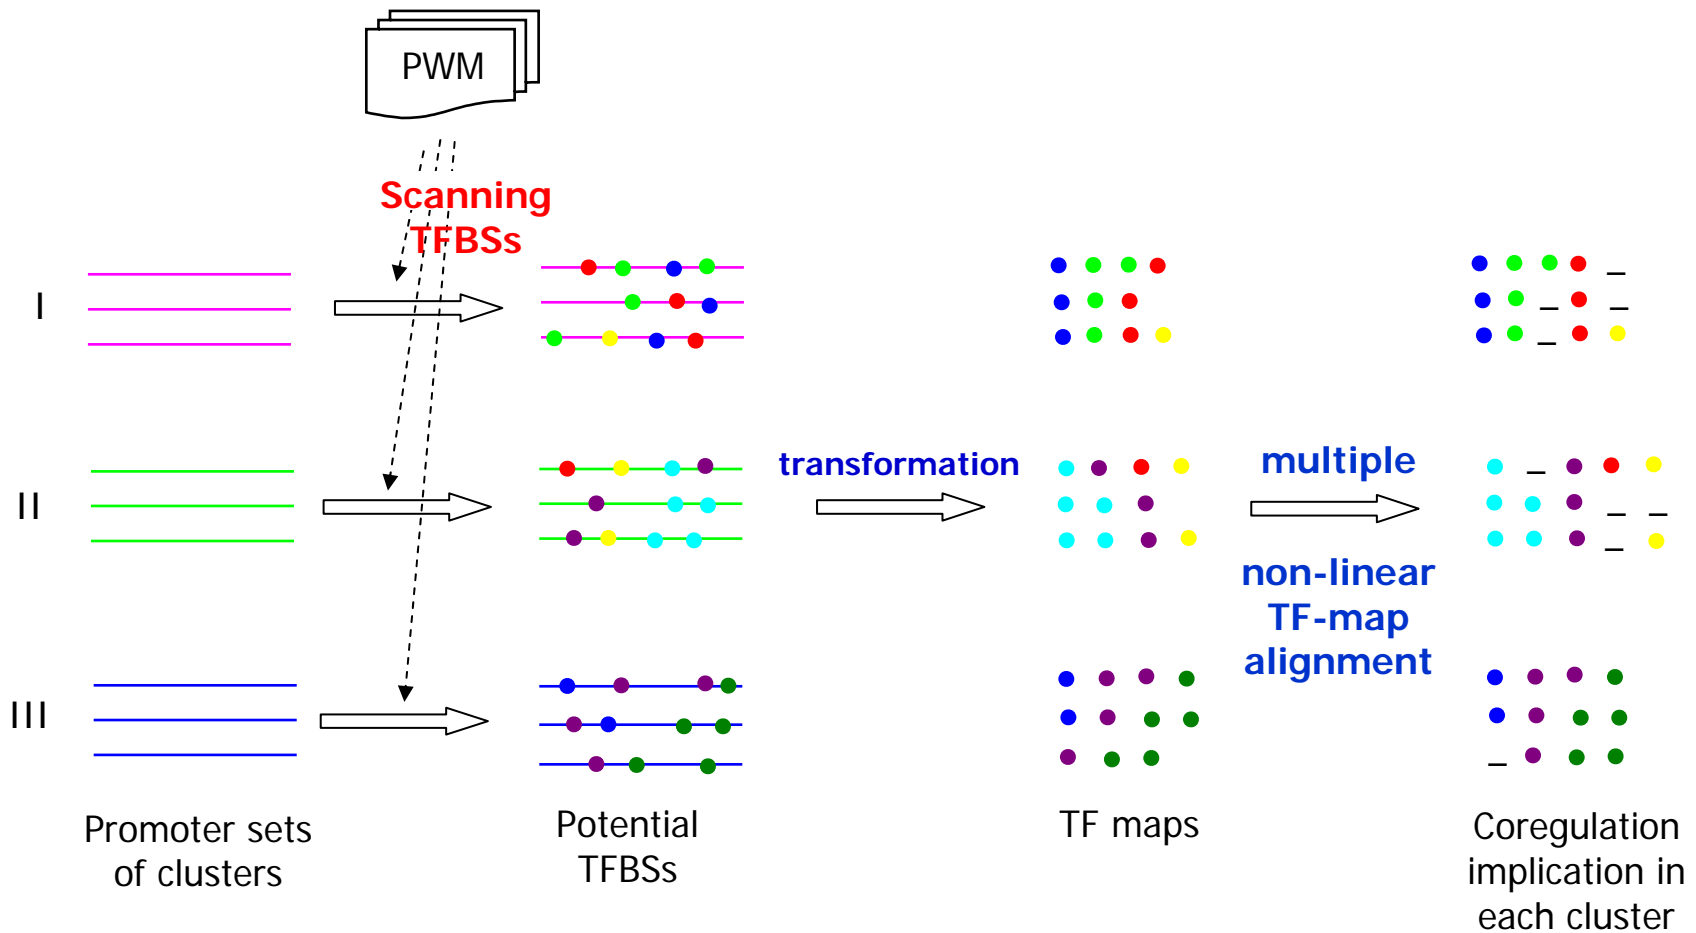 PWM
Scanning
TFBSs
I
II
transformation
multiple
non-linear
TF-map
alignment
III
Promoter sets
of clusters
Potential
TFBSs
TF maps
Coregulation
implication in
each cluster